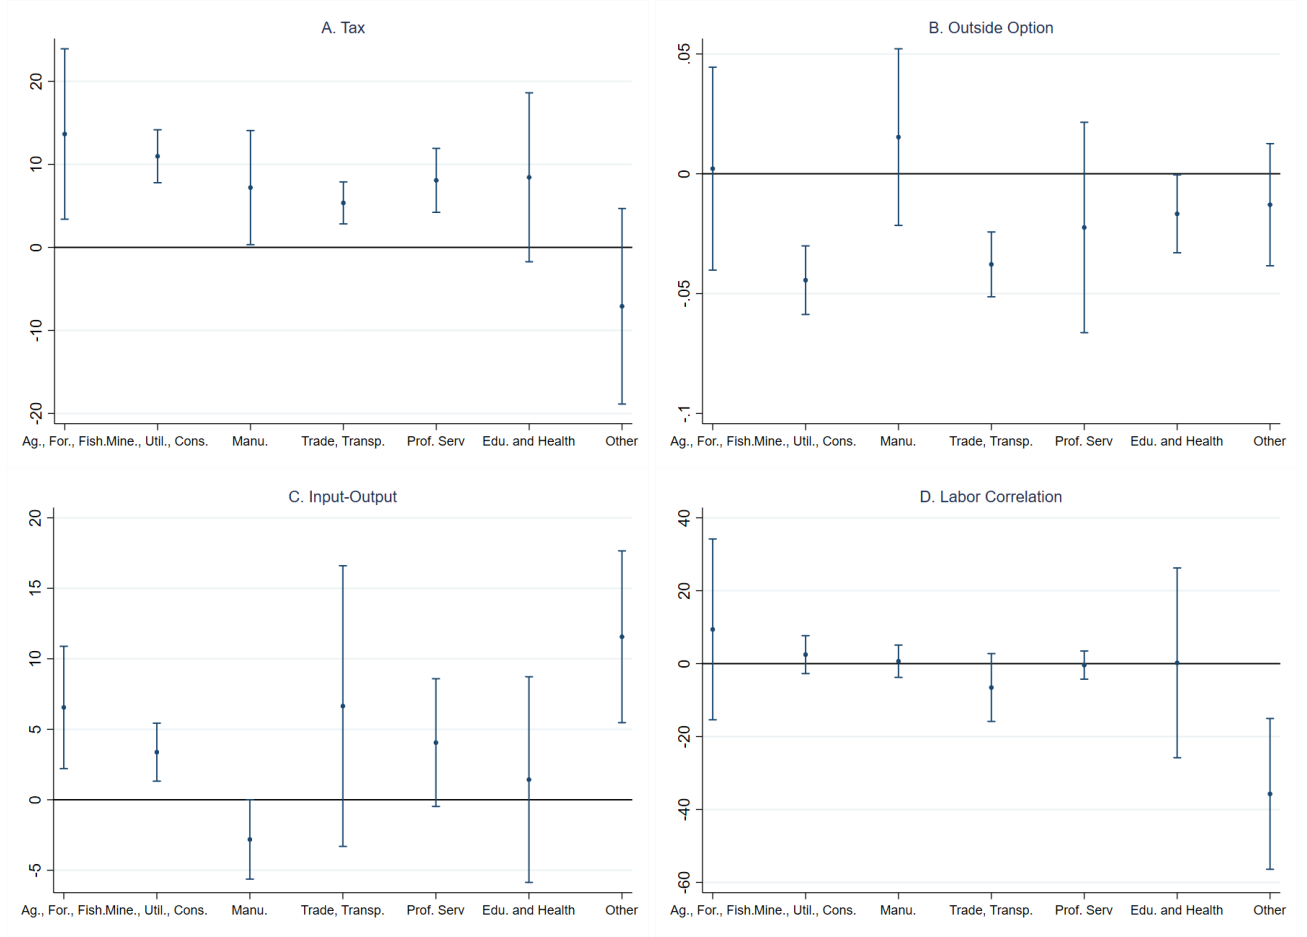 A. Tax
20
10
0
-10
-20
Ag., For., Fish.Mine., Util., Cons. Manu. Trade, Transp. Prof. Serv Edu. and Health Other
B. Outside Option
.05
0
-.05
-.1
Ag., For., Fish.Mine., Util., Cons. Manu. Trade, Transp. Prof. Serv Edu. and Health Other
C. Input-Output
20
15
10
5
0
-5
Ag., For., Fish.Mine., Util., Cons. Manu. Trade, Transp. Prof. Serv Edu. and Health Other
D. Labor Correlation
40
20
0
-20
-40
-60
Ag., For., Fish.Mine., Util., Cons. Manu. Trade, Transp. Prof. Serv Edu. and Health Other